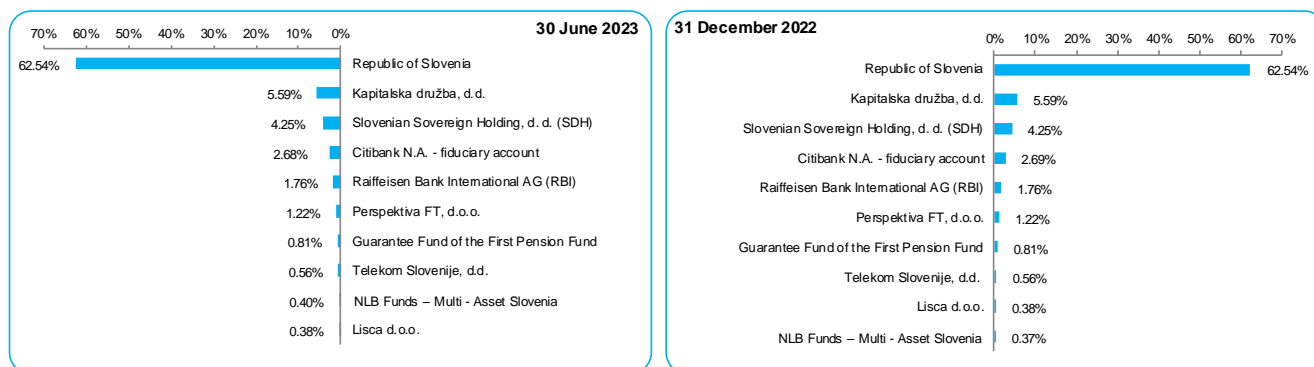 30 June 2023
70% 60% 50% 40% 30% 20% 10% 0%
62.54% Republic of Slovenia
5.59% Kapitalska družba, d.d.
4.25% Slovenian Sovereign Holding, d. d. (SDH)
2.68% Citibank N.A. - fiduciary account
1.76% Raiffeisen Bank International AG (RBI)
1.22% Perspektiva FT, d.o.o.
0.81% Guarantee Fund of the First Pension Fund
0.56% Telekom Slovenije, d.d.
0.40% NLB Funds – Multi - Asset Slovenia
0.38% Lisca d.o.o.
31 December 2022
0% 10% 20% 30% 40% 50% 60% 70%
Republic of Slovenia 62.54%
Kapitalska družba, d.d. 5.59%
Slovenian Sovereign Holding, d. d. (SDH) 4.25%
Citibank N.A. - fiduciary account 2.69%
Raiffeisen Bank International AG (RBI) 1.76%
Perspektiva FT, d.o.o. 1.22%
Guarantee Fund of the First Pension Fund 0.81%
Telekom Slovenije, d.d. 0.56%
Lisca d.o.o. 0.38%
NLB Funds – Multi - Asset Slovenia 0.37%